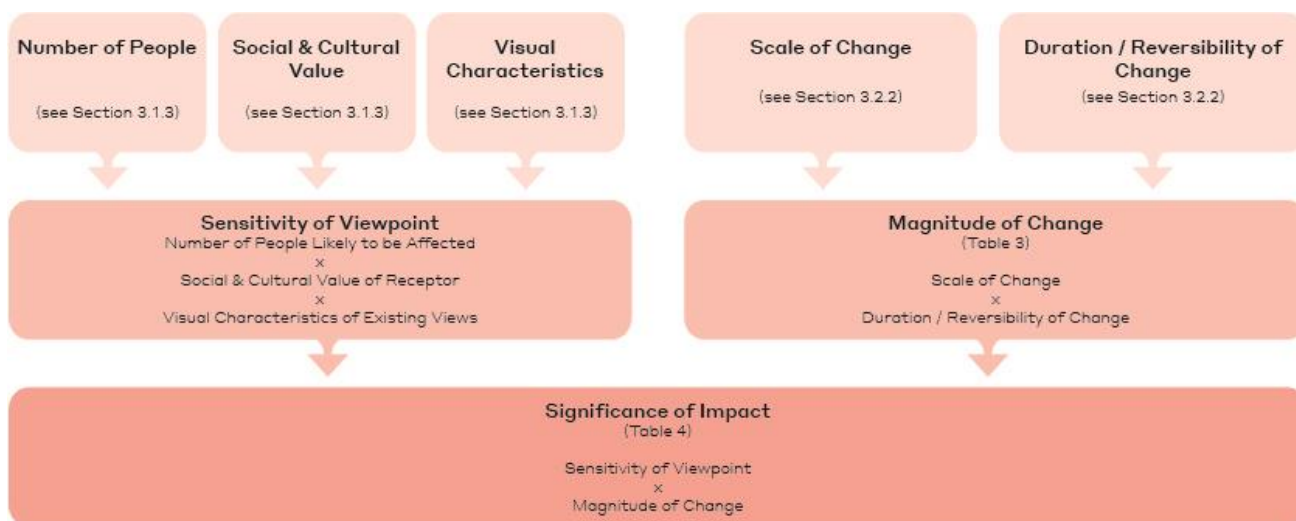 Number of People
(see Section 3.1.3)
Social & Cultural
Value
(see Section 3.1.3)
Visual
Characteristics
(see Section 3.1.3)
Scale of Change
(see Section 3.2.2)
Duration / Reversibility of
Change
(see Section 3.2.2)
Sensitivity of Viewpoint
Number of People Likely to be Affected
×
Social & Cultural Value of Receptor
×
Visual Characteristics of Existing Views
Magnitude of Change
(Table 3)
Scale of Change
×
Duration / Reversibility of Change
Significance of Impact
(Table 4)
Sensitivity of Viewpoint
×
Magnitude of Change